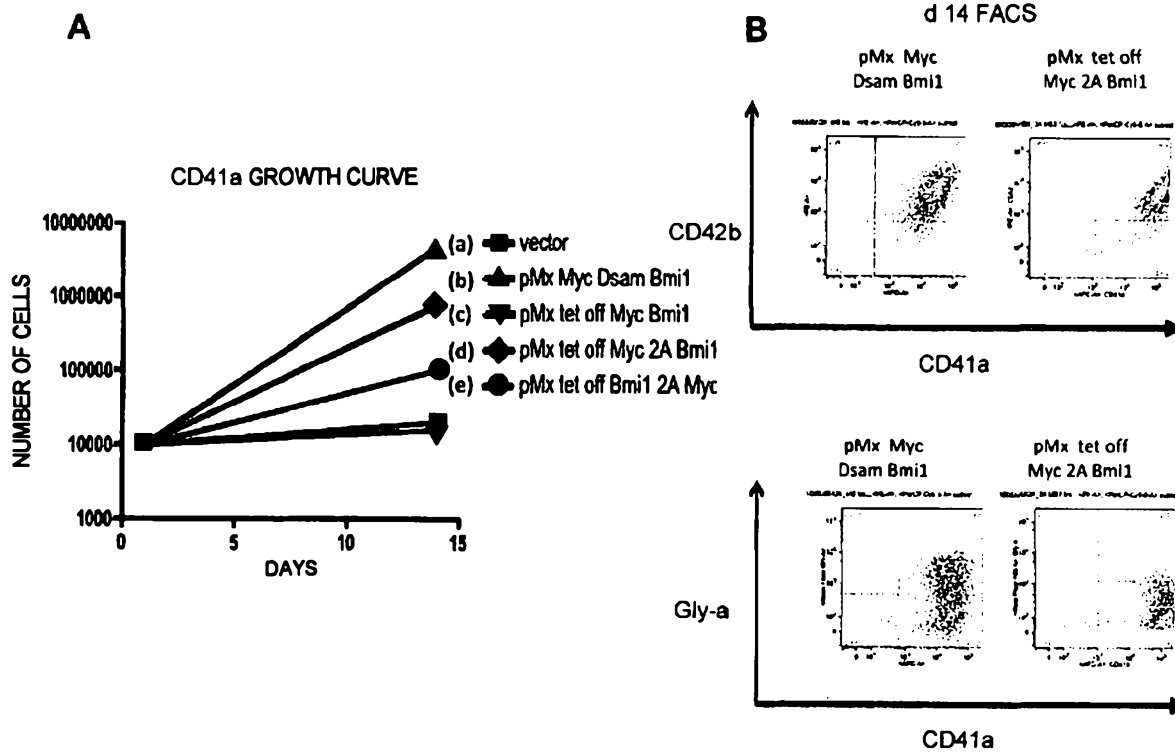 A
CD41a GROWTH CURVE
NUMBER OF CELLS
10000000
1000000
100000
10000
1000
0
5
10
15
DAYS
(a) vector
(b) pMx Myc Dsam Bmi1
(c) pMx tet off Myc Bmi1
(d) pMx tet off Myc 2A Bmi1
(e) pMx tet off Bmi1 2A Myc
B
d 14 FACS
pMx Myc
Dsam Bmi1
pMx tet off
Myc 2A Bmi1
CD42b
CD41a
pMx Myc
Dsam Bmi1
pMx tet off
Myc 2A Bmi1
Gly-a
CD41a